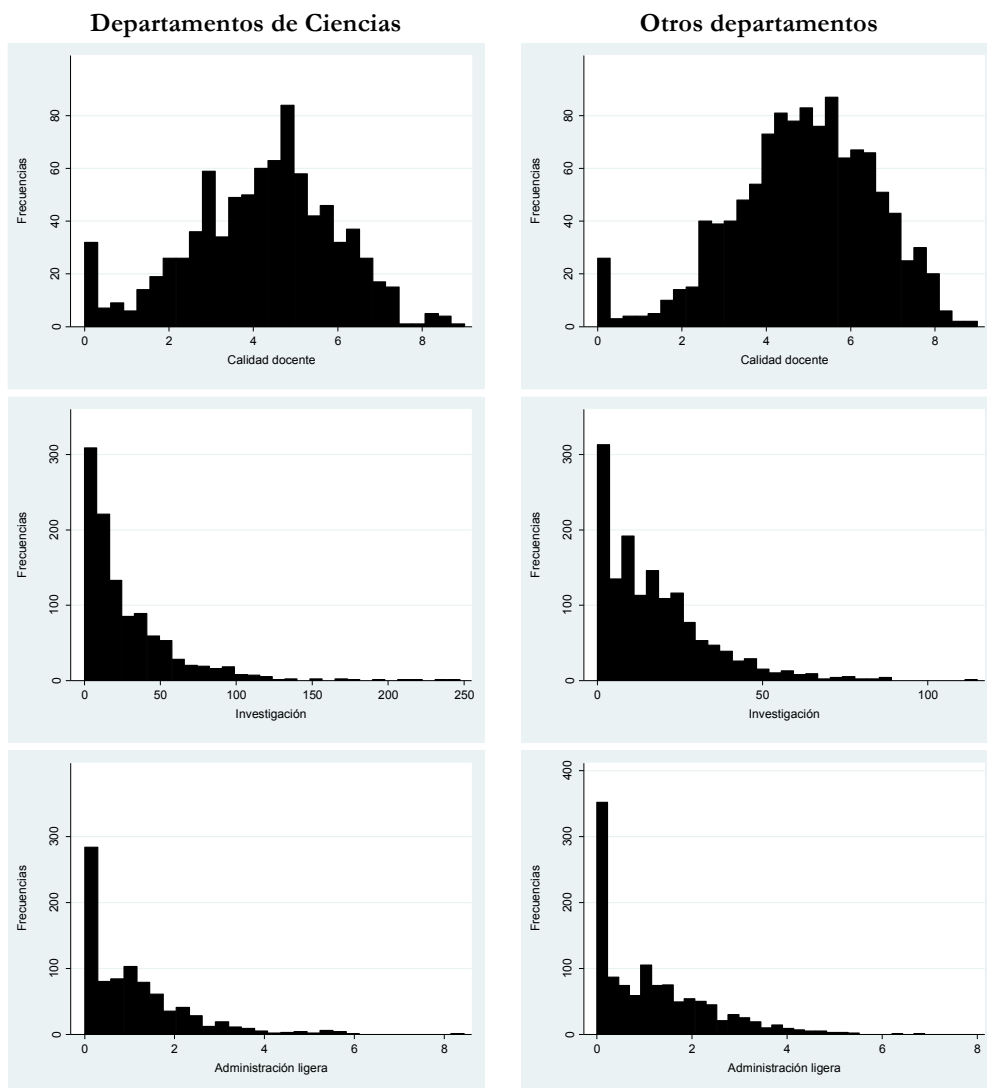 Departamentos de Ciencias
Otros departamentos
Frecuencias
0 20 40 60 80
0 2 4 6 8
Calidad docente
Frecuencias
0 20 40 60 80
0 2 4 6 8
Calidad docente
Frecuencias
0 100 200 300
0 50 100 150 200 250
Investigación
Frecuencias
0 100 200 300
0 50 100
Investigación
Frecuencias
0 100 200 300
0 2 4 6 8
Administración ligera
Frecuencias
0 100 200 300 400
0 2 4 6 8
Administración ligera